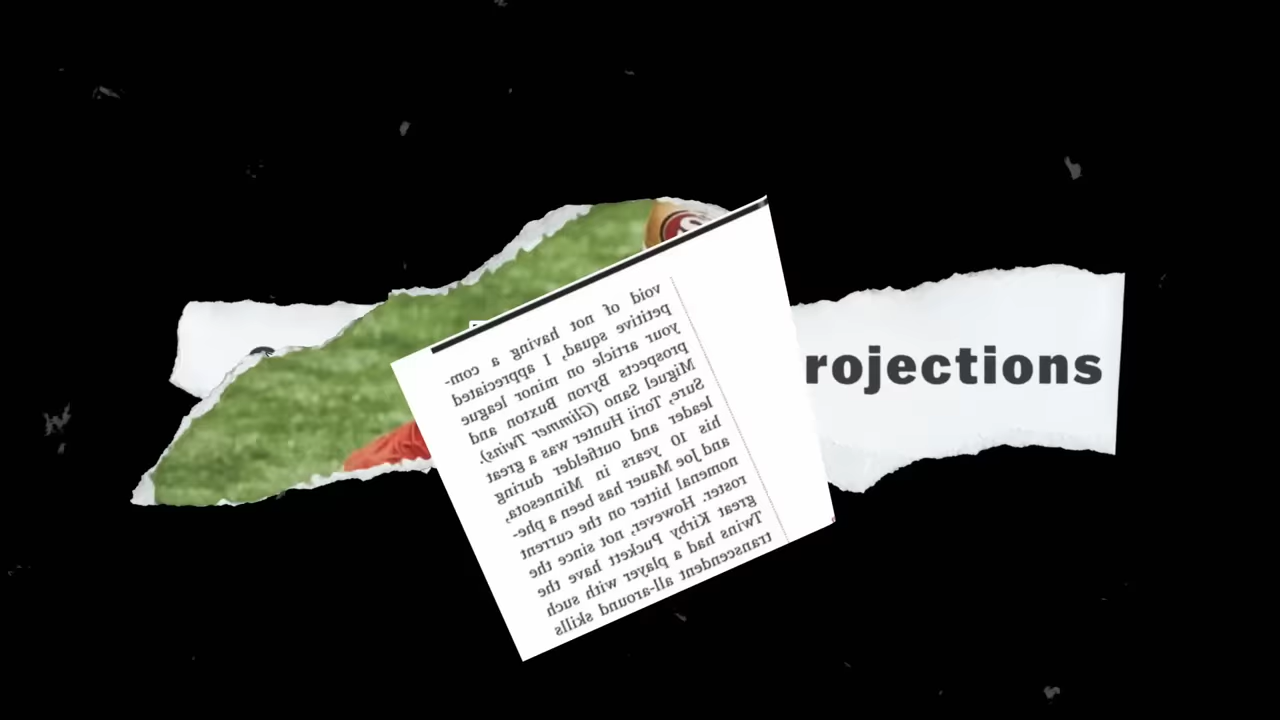 void of not having a com-
petitive squad, I appreciated
your article on minor league
prospects Byron Buxton and
Miguel Sano (Glimmer Twins).
Sure, Torii Hunter was a great
leader and outfielder during
his 10 years in Minnesota,
and Joe Mauer has been a phe-
nomenal hitter on the current
roster. However, not since the
great Kirby Puckett have the
Twins had a player with such
transcendent all-around skills
rojections